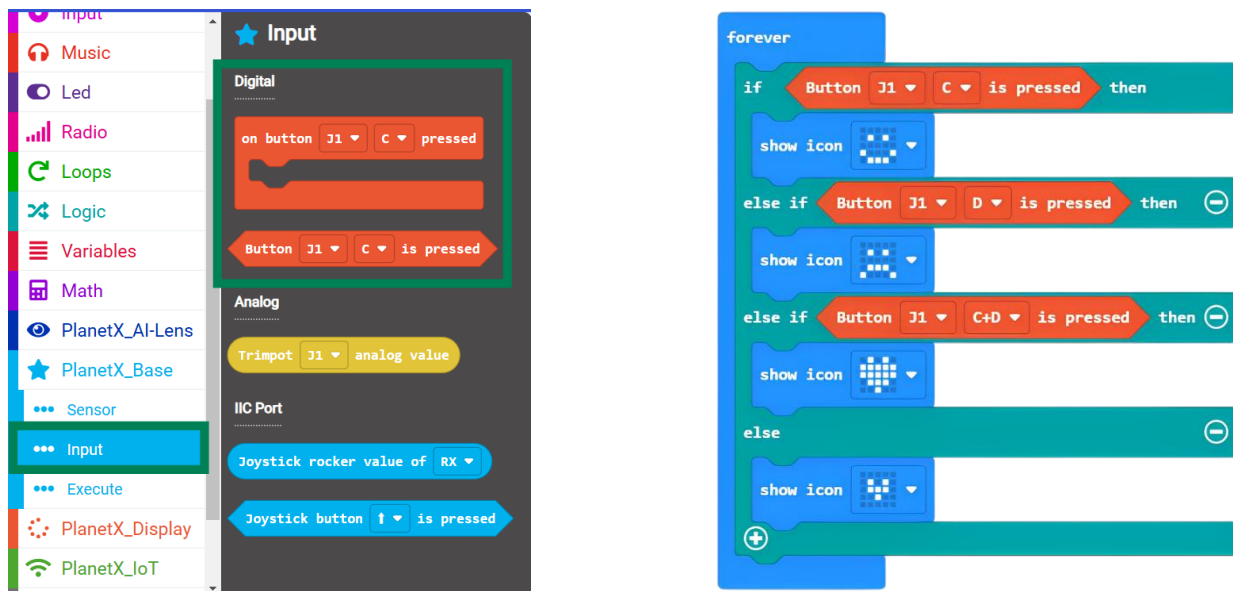 Input
Music
Led
Radio
Loops
Logic
Variables
Math
PlanetX_AI-Lens
PlanetX_Base
Sensor
Input
Execute
PlanetX_Display
PlanetX_IoT
Input
Digital
on button J1 C pressed
Button J1 C is pressed
Analog
Trimpot J1 analog value
IIC Port
Joystick rocker value of RX
Joystick button ↑ is pressed
forever
if Button J1 C is pressed then
show icon
else if Button J1 D is pressed then
show icon
else if Button J1 C+D is pressed then
show icon
else
show icon